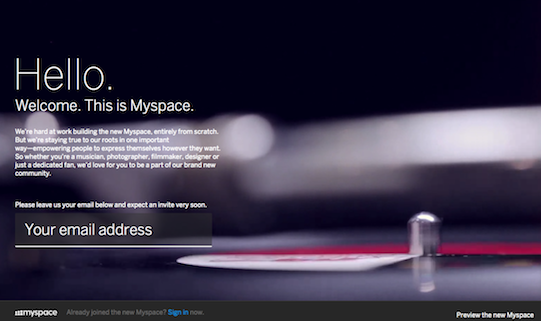 Hello.
Welcome. This is Myspace.
We're hard at work building the new Myspace, entirely from scratch.
But we're staying true to our roots in one important
way—empowering people to express themselves however they want.
So whether you're a musician, photographer, filmmaker, designer or
just a dedicated fan, we'd love for you to be a part of our brand new
community.
Please leave us your email below and expect an invite very soon.
Your email address
myspace Already joined the new Myspace? Sign in now. Preview the new Myspace